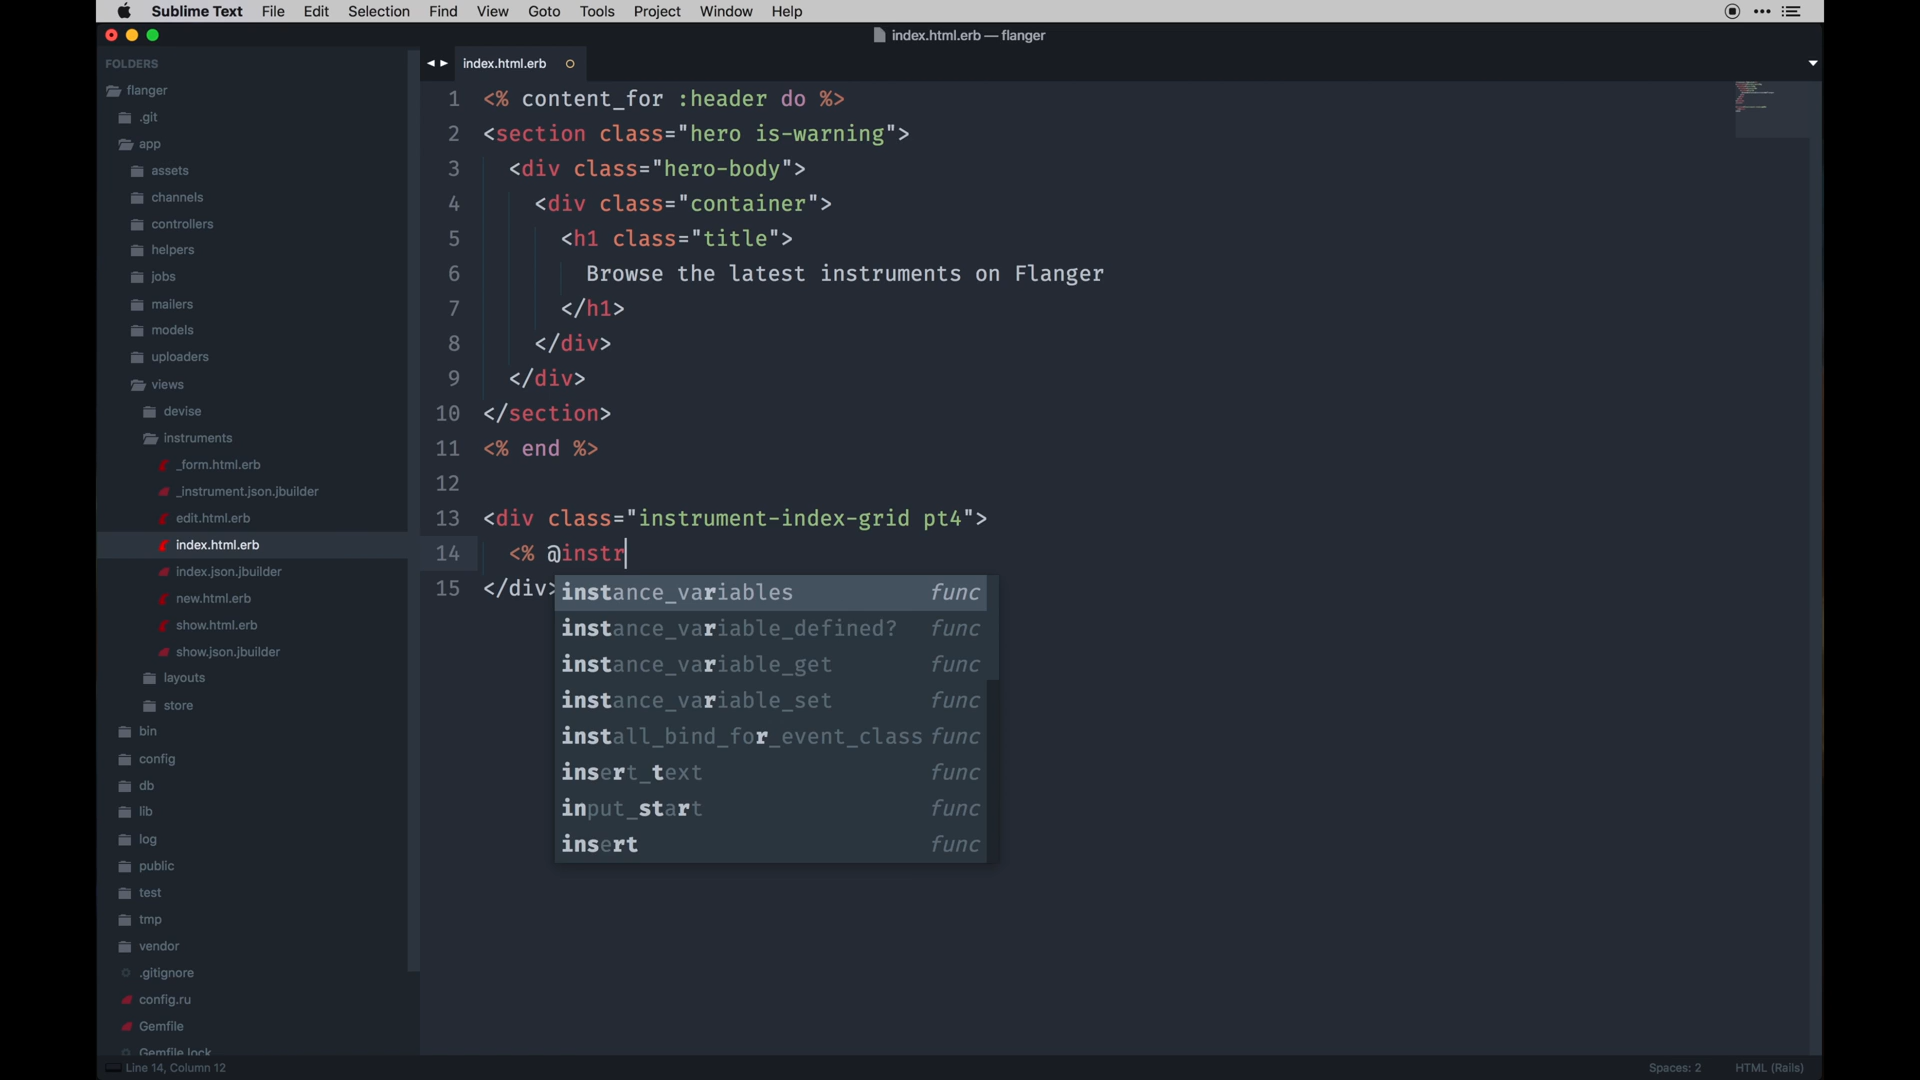 Sublime Text File Edit Selection Find View Goto Tools Project Window Help
index.html.erb — flanger
FOLDERS
flanger
.git
app
assets
channels
controllers
helpers
jobs
mailers
models
uploaders
views
devise
instruments
_form.html.erb
_instrument.json.jbuilder
edit.html.erb
index.html.erb
index.json.jbuilder
new.html.erb
show.html.erb
show.json.jbuilder
layouts
store
bin
config
db
lib
log
public
test
tmp
vendor
.gitignore
config.ru
Gemfile
Gemfile.lock
index.html.erb
1 <% content_for :header do %>
2 <section class="hero is-warning">
3 <div class="hero-body">
4 <div class="container">
5 <h1 class="title">
6 Browse the latest instruments on Flanger
7 </h1>
8 </div>
9 </div>
10 </section>
11 <% end %>
12
13 <div class="instrument-index-grid pt4">
14 <% @instr
15 </div>
instance_variables func
instance_variable_defined? func
instance_variable_get func
instance_variable_set func
install_bind_for_event_class func
insert_text func
input_start func
insert func
Line 14, Column 12 Spaces: 2 HTML (Rails)